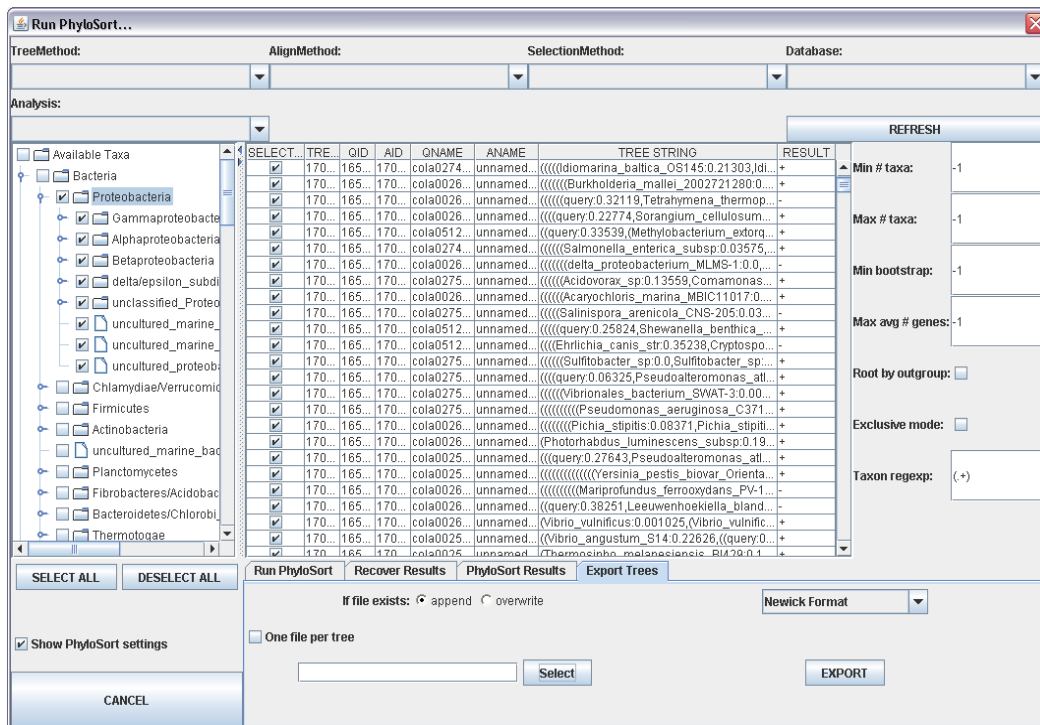 Run PhyloSort...
TreeMethod: AlignMethod: SelectionMethod: Database:
Analysis:
REFRESH
Available Taxa
Bacteria
Proteobacteria
Gammaproteobacte
Alphaproteobacteria
Betaproteobacteria
delta/epsilon_subdi
unclassified_Proteo
uncultured_marine_
uncultured_marine_
uncultured_proteob
Chlamydiae/Verrucomic
Firmicutes
Actinobacteria
uncultured_marine_bac
Planctomycetes
Fibrobacteres/Acidobac
Bacteroidetes/Chlorobi_
Thermotogae
SELECT... TRE... QID AID QNAME ANAME TREE STRING RESULT
170... 165... 170... cola0274... unnamed... (((((Idiomarina_baltica_OS145:0.21303,Idi... +
170... 165... 170... cola0026... unnamed... (((((((Burkholderia_mallei_2002721280:0.... +
170... 165... 170... cola0026... unnamed... ((((((query:0.32119,Tetrahymena_thermop... -
170... 165... 170... cola0026... unnamed... ((((query:0.22774,Sorangium_cellulosum... +
170... 165... 170... cola0512... unnamed... ((query:0.33539,(Methylobacterium_extorq... +
170... 165... 170... cola0274... unnamed... ((((((Salmonella_enterica_subsp:0.03575,... +
170... 165... 170... cola0026... unnamed... (((((((delta_proteobacterium_MLMS-1:0.0,... -
170... 165... 170... cola0275... unnamed... ((((((Acidovorax_sp:0.13559,Comamonas... +
170... 165... 170... cola0026... unnamed... ((((((Acaryochloris_marina_MBIC11017:0.... +
170... 165... 170... cola0275... unnamed... (((((Salinispora_arenicola_CNS-205:0.03... -
170... 165... 170... cola0512... unnamed... (((((query:0.25824,Shewanella_benthica_... +
170... 165... 170... cola0512... unnamed... ((((Ehrlichia_canis_str:0.35238,Cryptospo... -
170... 165... 170... cola0275... unnamed... ((((((Sulfitobacter_sp:0.0,Sulfitobacter_sp:... +
170... 165... 170... cola0275... unnamed... ((((query:0.06325,Pseudoalteromonas_atl... +
170... 165... 170... cola0275... unnamed... ((((((Vibrionales_bacterium_SWAT-3:0.00... +
170... 165... 170... cola0275... unnamed... ((((((((((Pseudomonas_aeruginosa_C371... +
170... 165... 170... cola0026... unnamed... ((((((((Pichia_stipitis:0.08371,Pichia_stipiti... +
170... 165... 170... cola0026... unnamed... (Photorhabdus_luminescens_subsp:0.19... +
170... 165... 170... cola0025... unnamed... (((query:0.27643,Pseudoalteromonas_atl... +
170... 165... 170... cola0025... unnamed... ((((((((((((((Yersinia_pestis_biovar_Orienta... +
170... 165... 170... cola0026... unnamed... ((((((((((Mariprofundus_ferrooxydans_PV-1... -
170... 165... 170... cola0026... unnamed... ((query:0.38251,Leeuwenhoekiella_bland... -
170... 165... 170... cola0026... unnamed... (Vibrio_vulnificus:0.001025,(Vibrio_vulnific... +
170... 165... 170... cola0025... unnamed... ((Vibrio_angustum_S14:0.22626,((query:0... +
170... 165... 170... cola0025... unnamed... (Thermosipho_melanesiensis_BI429:0.1... +
Min # taxa: -1
Max # taxa: -1
Min bootstrap: -1
Max avg # genes: -1
Root by outgroup:
Exclusive mode:
Taxon regexp: (.+)
SELECT ALL DESELECT ALL
Show PhyloSort settings
CANCEL
Run PhyloSort Recover Results PhyloSort Results Export Trees
If file exists: append overwrite Newick Format
One file per tree
Select EXPORT